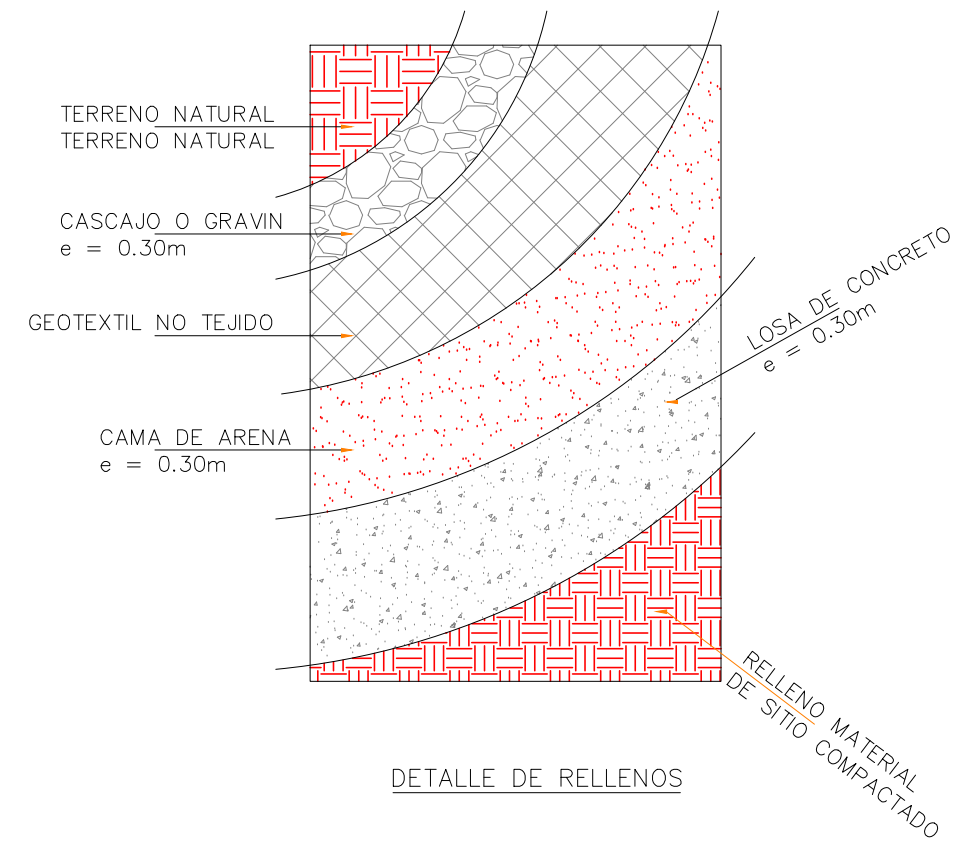 TERRENO NATURAL
TERRENO NATURAL
CASCAJO O GRAVIN
e = 0.30m
GEOTEXTIL NO TEJIDO
CAMA DE ARENA
e = 0.30m
LOSA DE CONCRETO
e = 0.30m
RELLENO MATERIAL
DE SITIO COMPACTADO
DETALLE DE RELLENOS